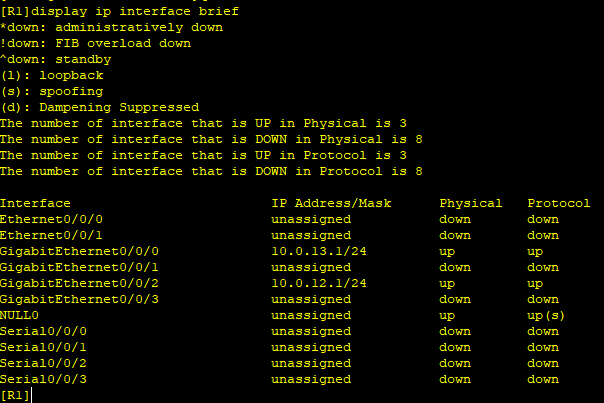 [R1]display ip interface brief
*down: administratively down
!down: FIB overload down
^down: standby
(l): loopback
(s): spoofing
(d): Dampening Suppressed
The number of interface that is UP in Physical is 3
The number of interface that is DOWN in Physical is 8
The number of interface that is UP in Protocol is 3
The number of interface that is DOWN in Protocol is 8
Interface IP Address/Mask Physical Protocol
Ethernet0/0/0 unassigned down down
Ethernet0/0/1 unassigned down down
GigabitEthernet0/0/0 10.0.13.1/24 up up
GigabitEthernet0/0/1 unassigned down down
GigabitEthernet0/0/2 10.0.12.1/24 up up
GigabitEthernet0/0/3 unassigned down down
NULL0 unassigned up up(s)
Serial0/0/0 unassigned down down
Serial0/0/1 unassigned down down
Serial0/0/2 unassigned down down
Serial0/0/3 unassigned down down
[R1]